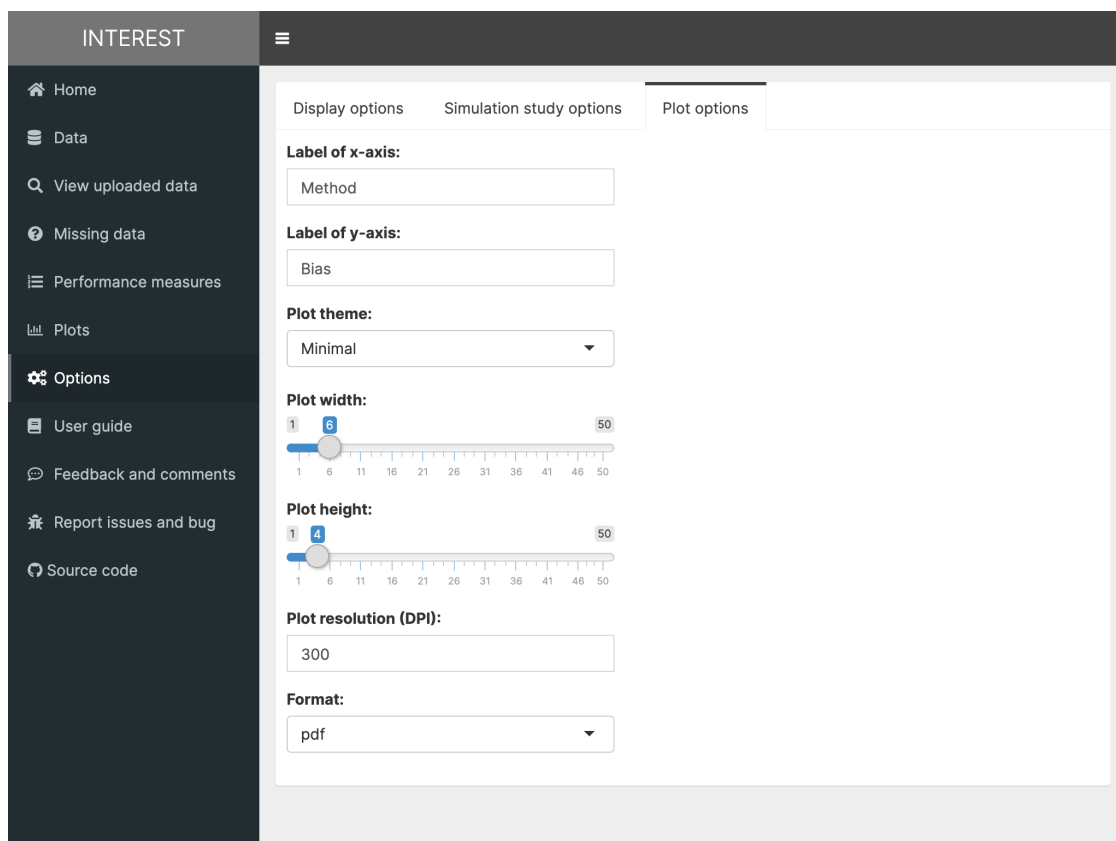 INTEREST
Home
Data
View uploaded data
Missing data
Performance measures
Plots
Options
User guide
Feedback and comments
Report issues and bug
Source code
Display options Simulation study options Plot options
Label of x-axis:
Method
Label of y-axis:
Bias
Plot theme:
Minimal
Plot width:
1 6 50
1 6 11 16 21 26 31 36 41 46 50
Plot height:
1 4 50
1 6 11 16 21 26 31 36 41 46 50
Plot resolution (DPI):
300
Format:
pdf